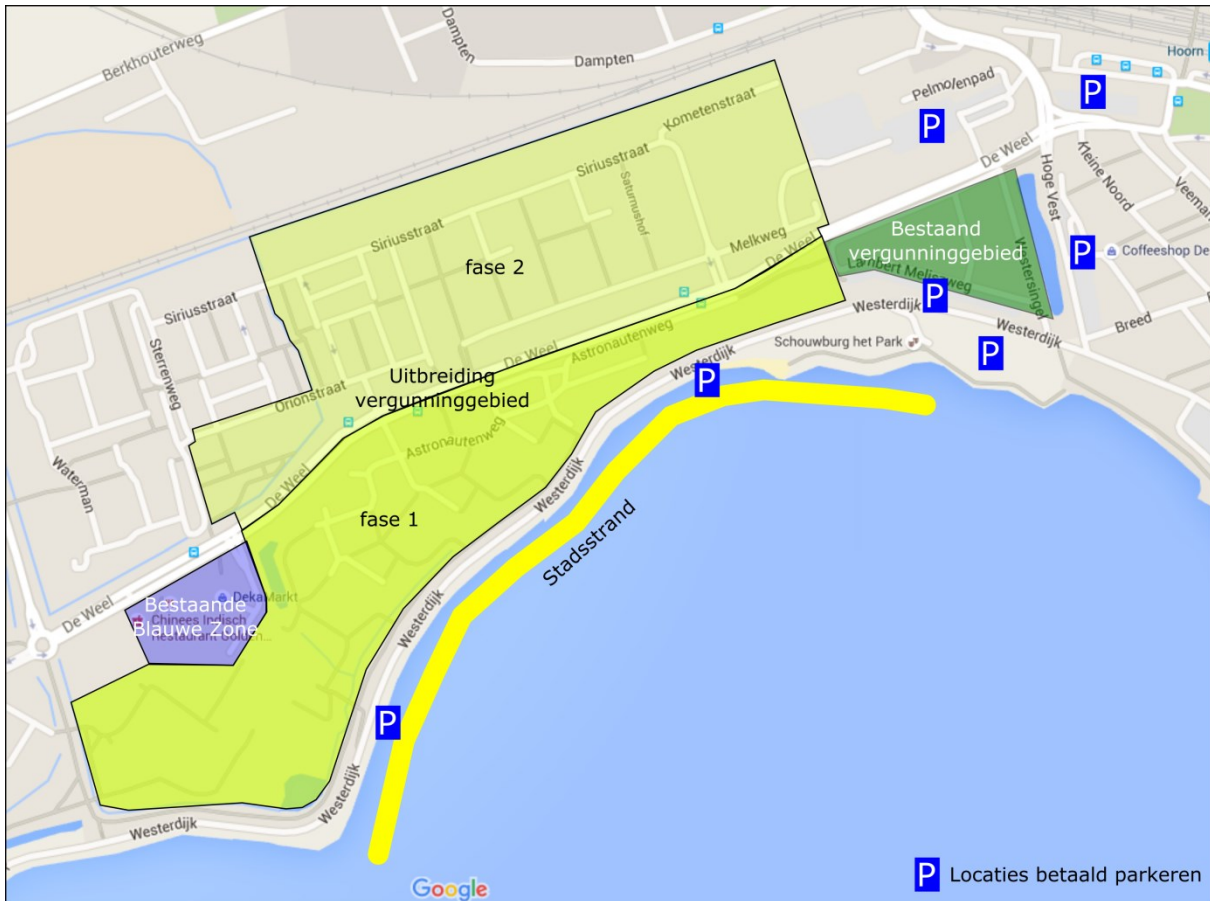 Berkhouterweg
Dampten
Dampten
Hoorn
Pelmolenpad
P
P
Kometenstraat
Siriusstraat
De Weel
Hoge Vest
Kleine Noord
Saturnushof
Siriusstraat
Melkweg
De Weel
Bestaand
vergunninggebied
Westersingel
P
Coffeeshop De
fase 2
Lambert Melisweg
P
Siriusstraat
Westerdijk
Westerdijk
Breed
Sterrenweg
De Weel
Astronautenweg
Schouwburg het Park
P
Westerdijk
Orionstraat
Uitbreiding
vergunninggebied
P
Astronautenweg
Waterman
De Weel
Westerdijk
fase 1
Stadsstrand
De Weel
Bestaande
Blauwe Zone
DekaMarkt
Chinees Indisch
Restaurant
Westerdijk
P
Westerdijk
Westerdijk
Google
P Locaties betaald parkeren